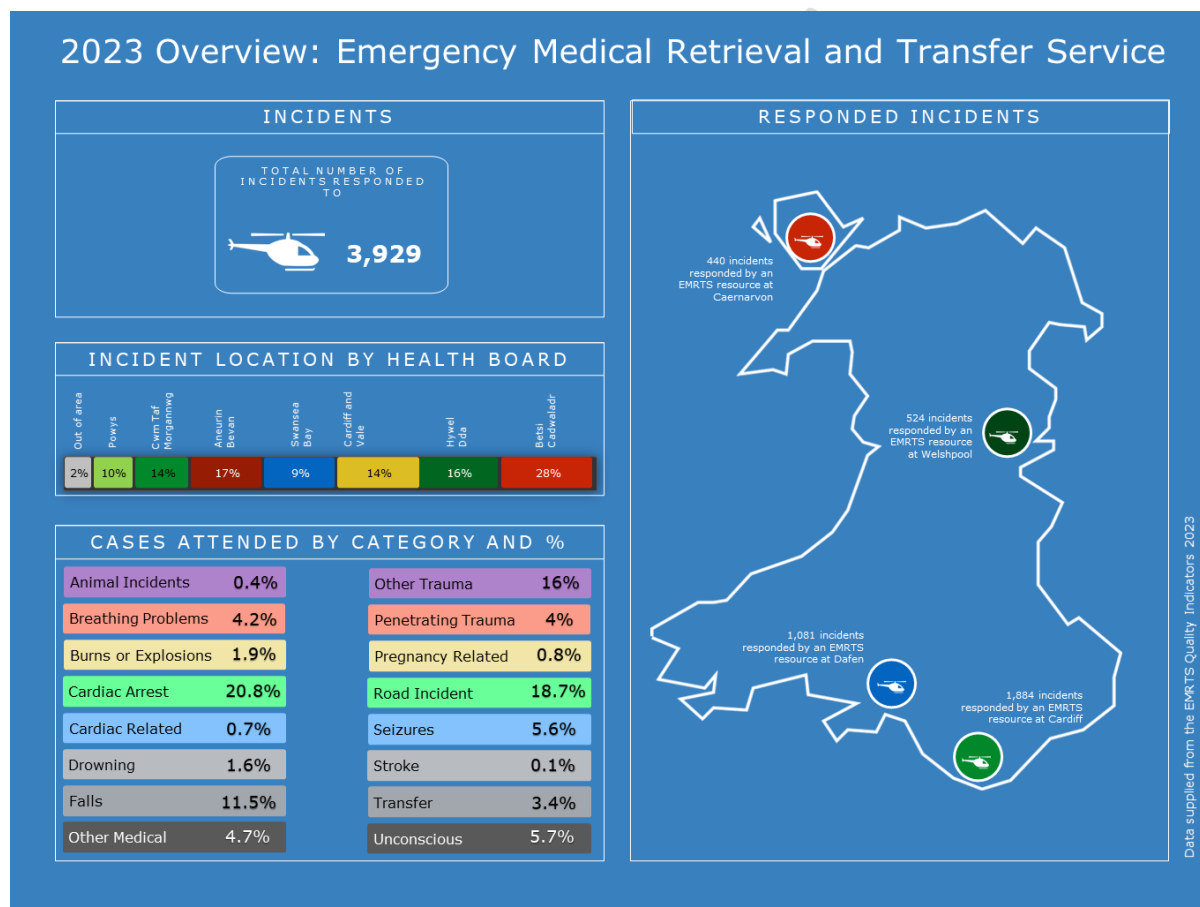 2023 Overview: Emergency Medical Retrieval and Transfer Service
INCIDENTS
TOTAL NUMBER OF
INCIDENTS RESPONDED
TO
3,929
INCIDENT LOCATION BY HEALTH BOARD
Out of area
Powys
Cwm Taf
Morgannwg
Aneurin
Bevan
Swansea
Bay
Cardiff and
Vale
Hywel
Dda
Betsi
Cadwaladr
2% 10% 14% 17% 9% 14% 16% 28%
CASES ATTENDED BY CATEGORY AND %
Animal Incidents 0.4%
Breathing Problems 4.2%
Burns or Explosions 1.9%
Cardiac Arrest 20.8%
Cardiac Related 0.7%
Drowning 1.6%
Falls 11.5%
Other Medical 4.7%
Other Trauma 16%
Penetrating Trauma 4%
Pregnancy Related 0.8%
Road Incident 18.7%
Seizures 5.6%
Stroke 0.1%
Transfer 3.4%
Unconscious 5.7%
RESPONDED INCIDENTS
440 incidents
responded by an
EMRTS resource at
Caernarvon
524 incidents
responded by an
EMRTS resource
at Welshpool
1,081 incidents
responded by an EMRTS
resource at Dafen
1,884 incidents
responded by an EMRTS
resource at Cardiff
Data supplied from the EMRTS Quality Indicators 2023